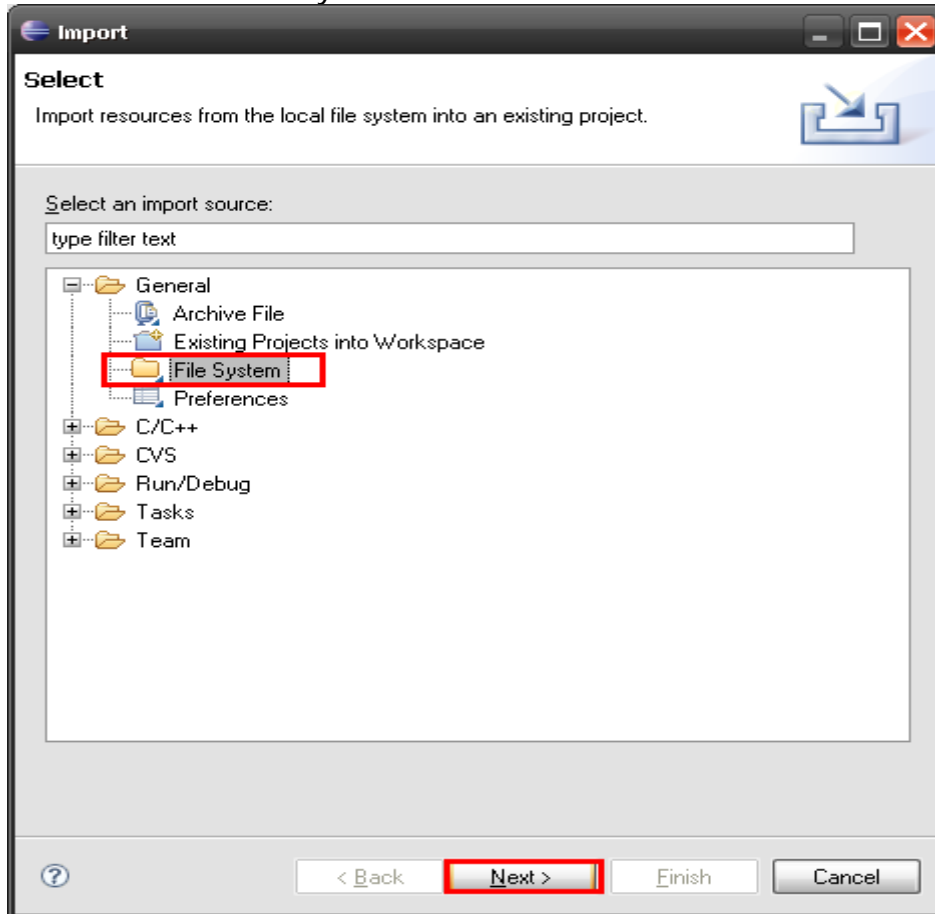 Import
Select
Import resources from the local file system into an existing project.
Select an import source:
type filter text
General
Archive File
Existing Projects into Workspace
File System
Preferences
C/C++
CVS
Run/Debug
Tasks
Team
< Back Next > Finish Cancel